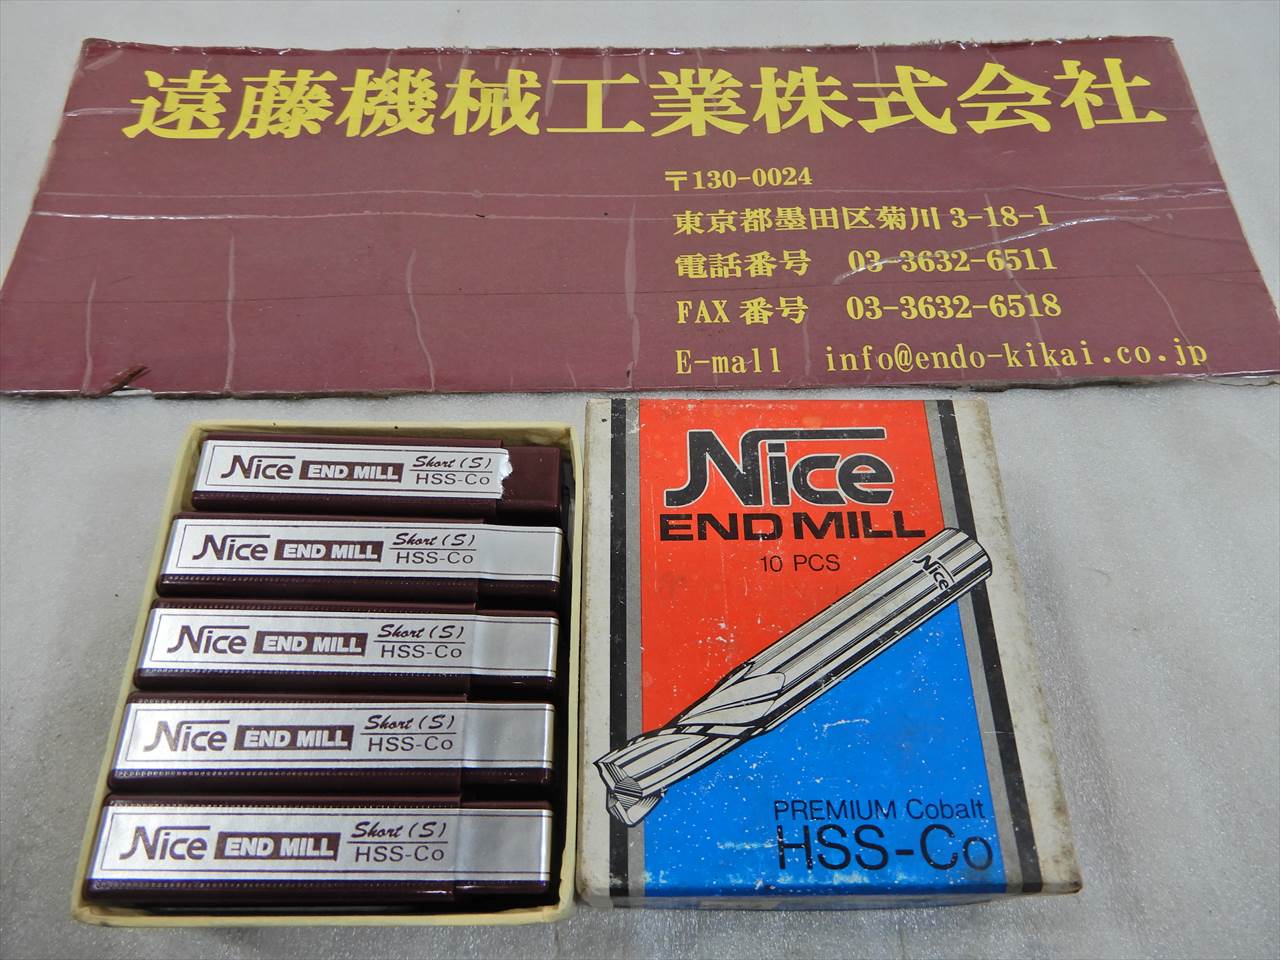 遠藤機械工業株式会社
〒130-0024
東京都墨田区菊川 3-18-1
電話番号 03-3632-6511
FAX 番号 03-3632-6518
E-mall info@endo-kikai.co.jp
Nice END MILL Short (S) HSS-Co
Nice END MILL Short (S) HSS-Co
Nice END MILL Short (S) HSS-Co
Nice END MILL Short (S) HSS-Co
Nice END MILL Short (S) HSS-Co
Nice
END MILL
10 PCS
Nice
PREMIUM Cobalt
HSS-Co